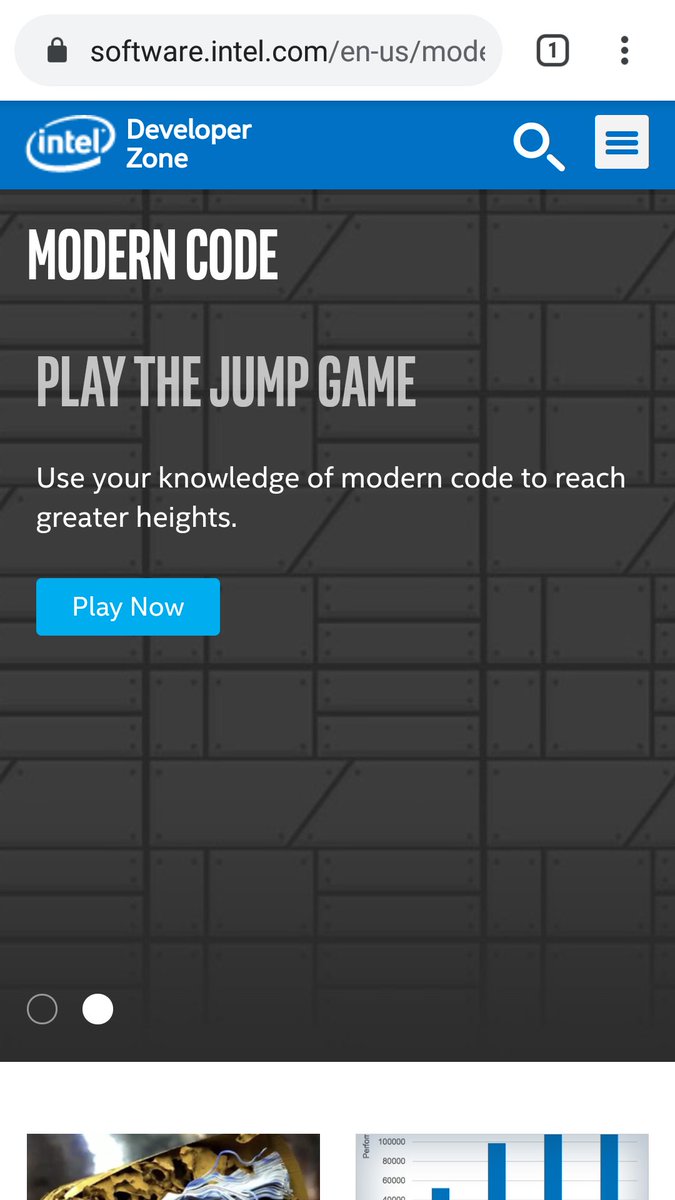 software.intel.com/en-us/mode
1
intel Developer
Zone
MODERN CODE
PLAY THE JUMP GAME
Use your knowledge of modern code to reach
greater heights.
Play Now
100000
80000
60000
40000
Perfor